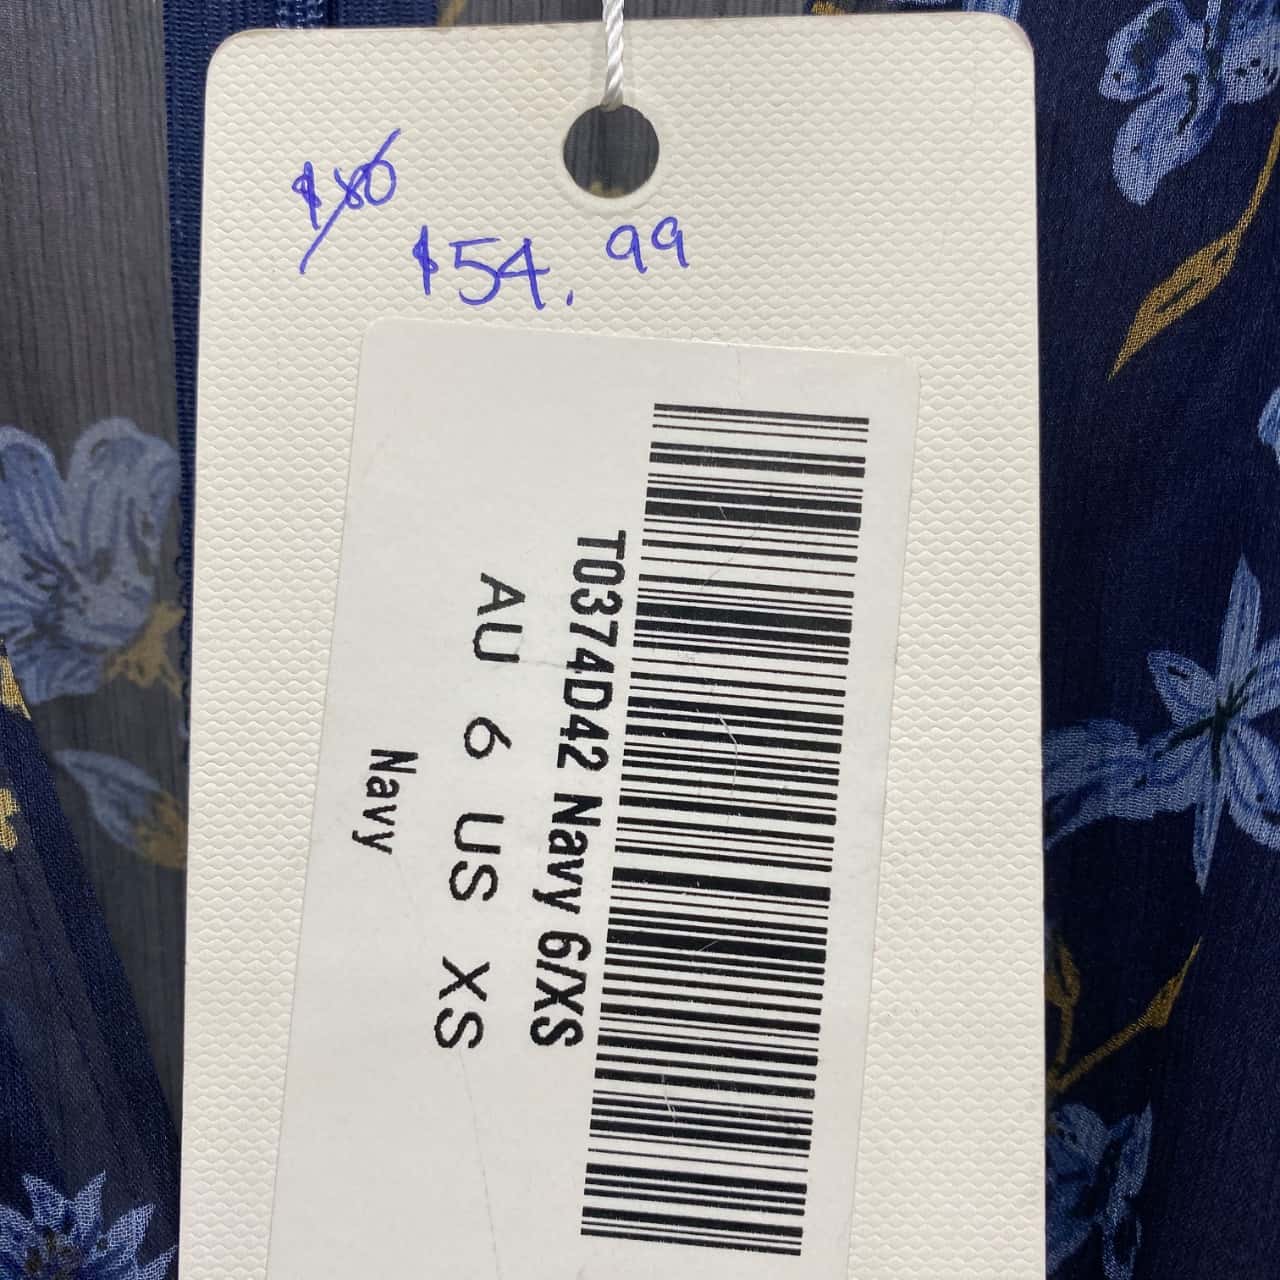 $80
$54.99
T0374D42 Navy 6/XS
AU 6 US XS
Navy